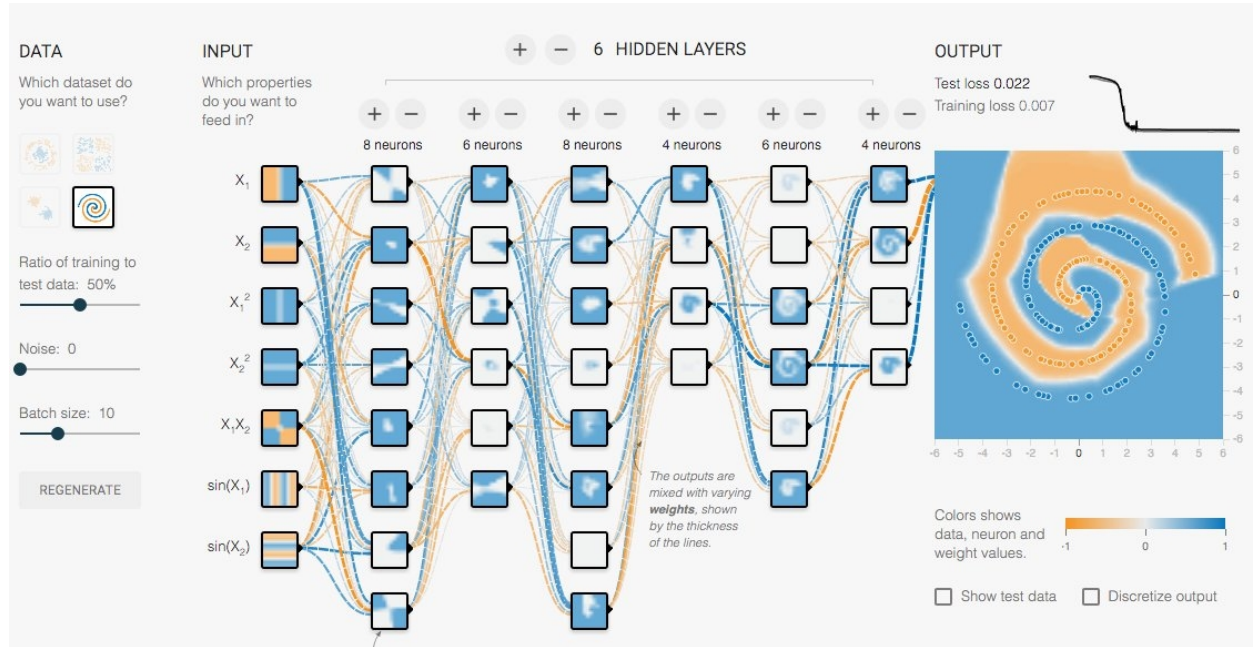 DATA
Which dataset do
you want to use?
Ratio of training to
test data: 50%
Noise: 0
Batch size: 10
REGENERATE
INPUT
Which properties
do you want to
feed in?
X₁
X₂
X₁²
X₂²
X₁X₂
sin(X₁)
sin(X₂)
+ − 6 HIDDEN LAYERS
+ − + − + − + − + − + −
8 neurons 6 neurons 8 neurons 4 neurons 6 neurons 4 neurons
The outputs are
mixed with varying
weights, shown
by the thickness
of the lines.
OUTPUT
Test loss 0.022
Training loss 0.007
6
5
4
3
2
1
0
-1
-2
-3
-4
-5
-6
-6 -5 -4 -3 -2 -1 0 1 2 3 4 5 6
Colors shows
data, neuron and
weight values.
-1 0 1
Show test data Discretize output